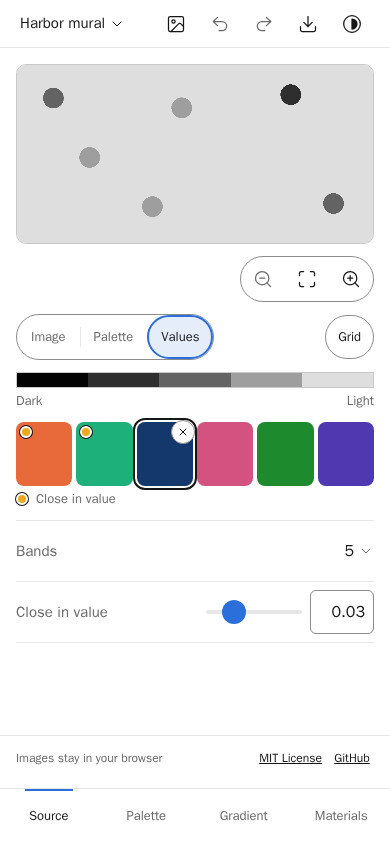 Harbor mural
Image Palette Values Grid
Dark Light
Close in value
Bands 5
Close in value 0.03
Images stay in your browser MIT License GitHub
Source Palette Gradient Materials